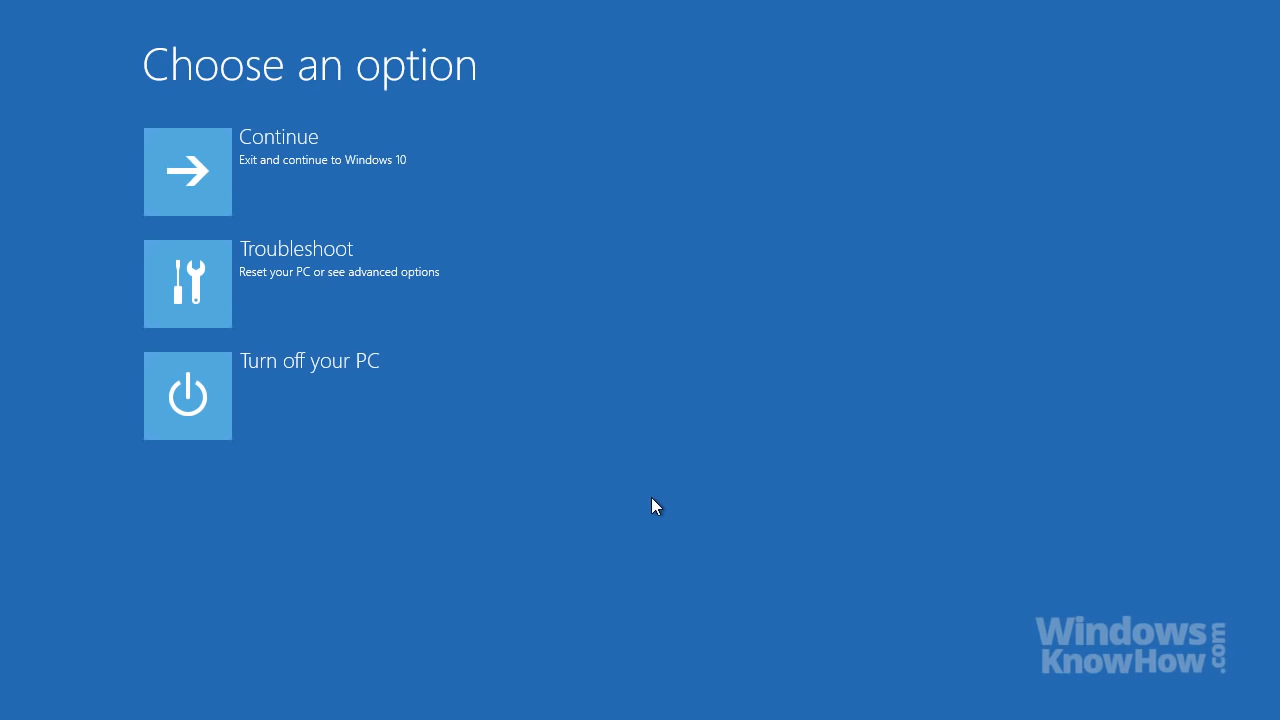 Choose an option
Continue
Exit and continue to Windows 10
Troubleshoot
Reset your PC or see advanced options
Turn off your PC
Windows
KnowHow
.com